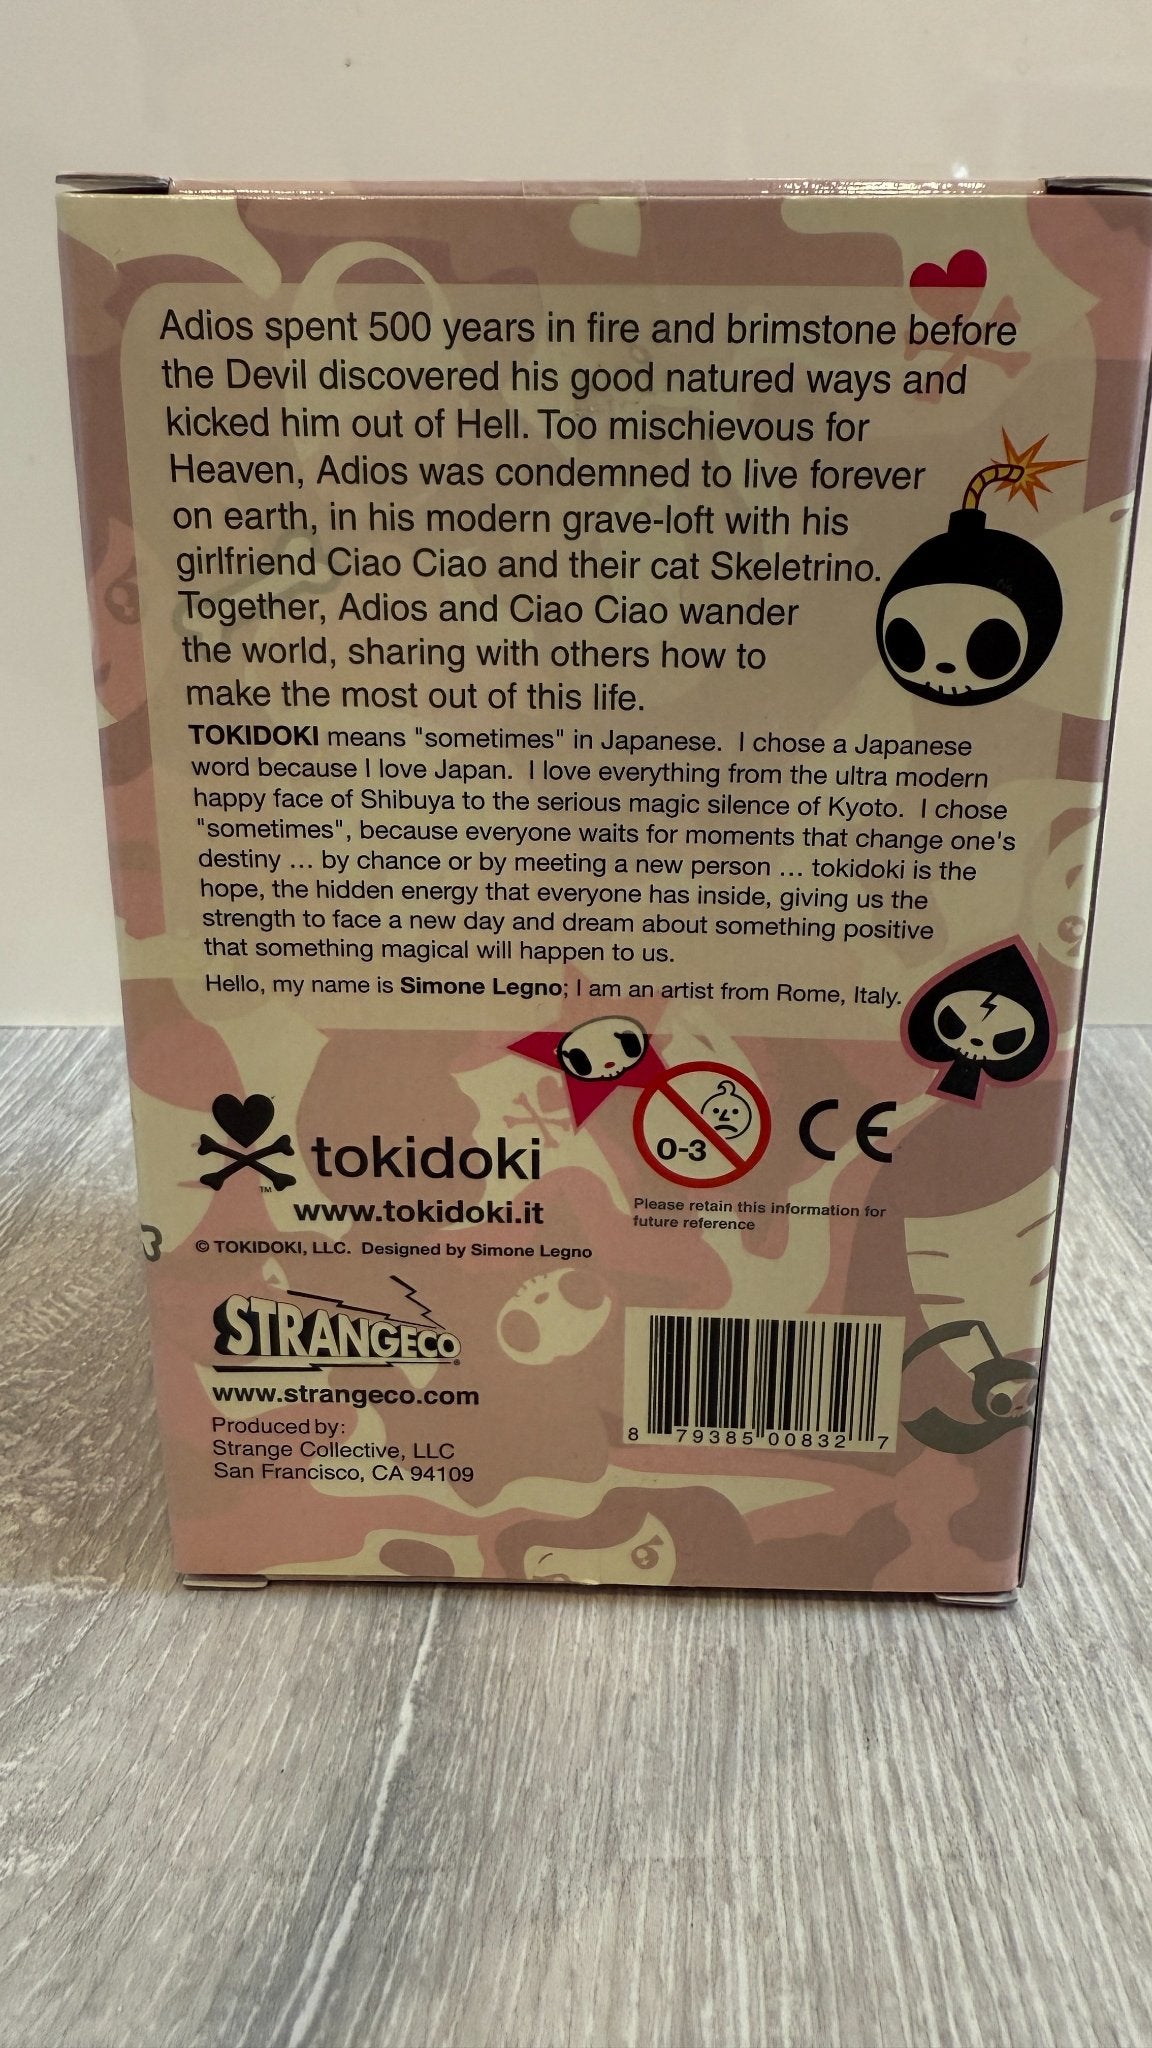 Adios spent 500 years in fire and brimstone before
the Devil discovered his good natured ways and
kicked him out of Hell. Too mischievous for
Heaven, Adios was condemned to live forever
on earth, in his modern grave-loft with his
girlfriend Ciao Ciao and their cat Skeletrino.
Together, Adios and Ciao Ciao wander
the world, sharing with others how to
make the most out of this life.
TOKIDOKI means "sometimes" in Japanese. I chose a Japanese
word because I love Japan. I love everything from the ultra modern
happy face of Shibuya to the serious magic silence of Kyoto. I chose
"sometimes", because everyone waits for moments that change one's
destiny ... by chance or by meeting a new person ... tokidoki is the
hope, the hidden energy that everyone has inside, giving us the
strength to face a new day and dream about something positive
that something magical will happen to us.
Hello, my name is Simone Legno; I am an artist from Rome, Italy.
tokidoki
TM
www.tokidoki.it
© TOKIDOKI, LLC. Designed by Simone Legno
0-3
CE
Please retain this information for
future reference
STRANGECO®
www.strangeco.com
Produced by:
Strange Collective, LLC
San Francisco, CA 94109
8 79385 00832 7